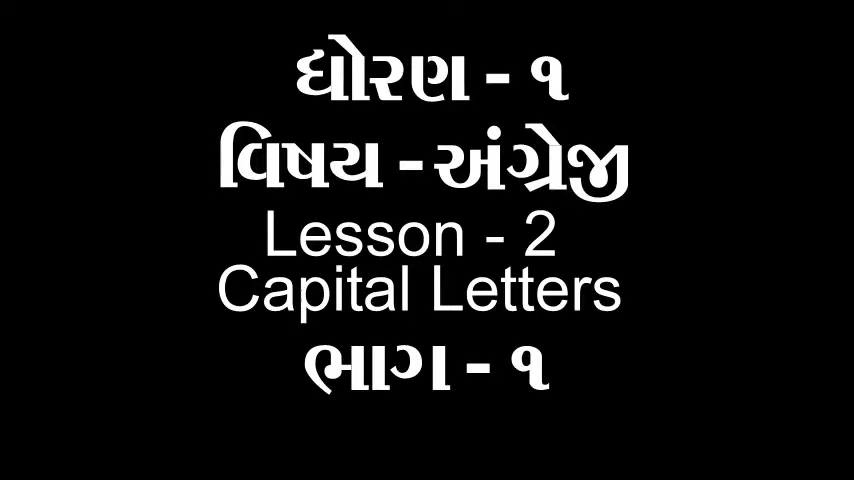 ધોરણ - ૧
વિષય - અંગ્રેજી
Lesson - 2
Capital Letters
ભાગ - ૧